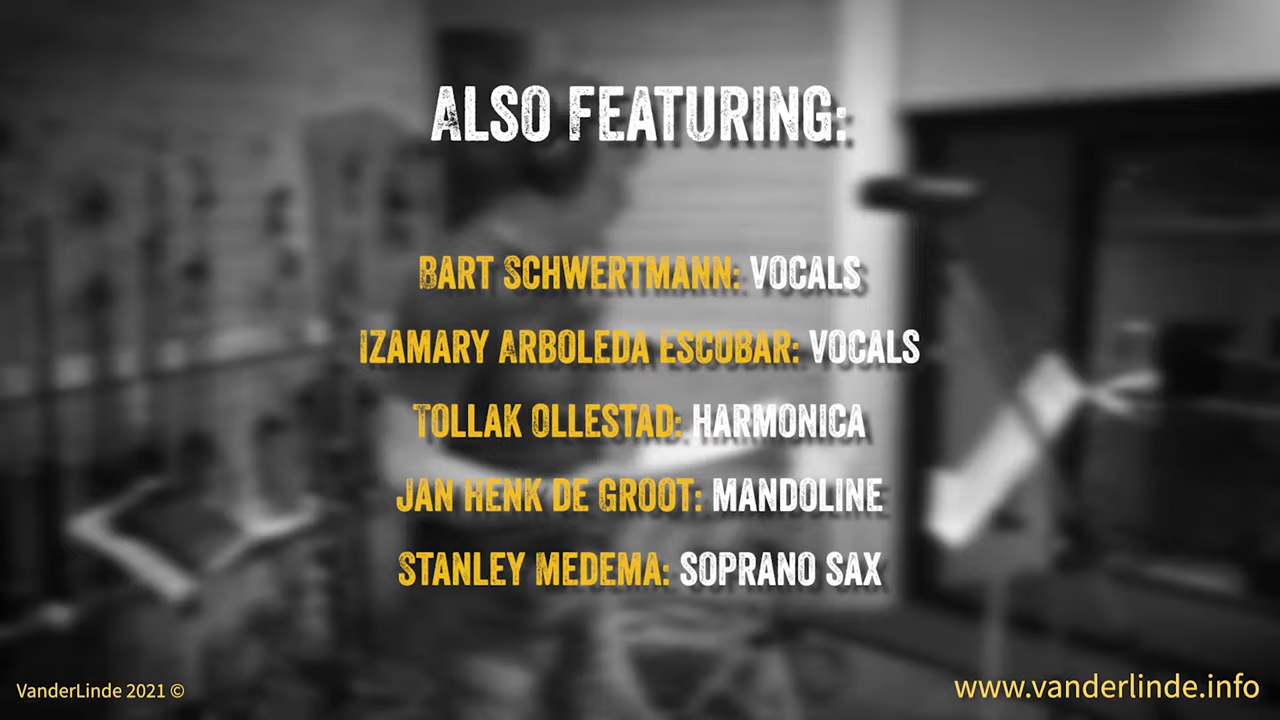 ALSO FEATURING:
BART SCHWERTMANN: VOCALS
IZAMARY ARBOLEDA ESCOBAR: VOCALS
TOLLAK OLLESTAD: HARMONICA
JAN HENK DE GROOT: MANDOLINE
STANLEY MEDEMA: SOPRANO SAX
VanderLinde 2021 ©
www.vanderlinde.info